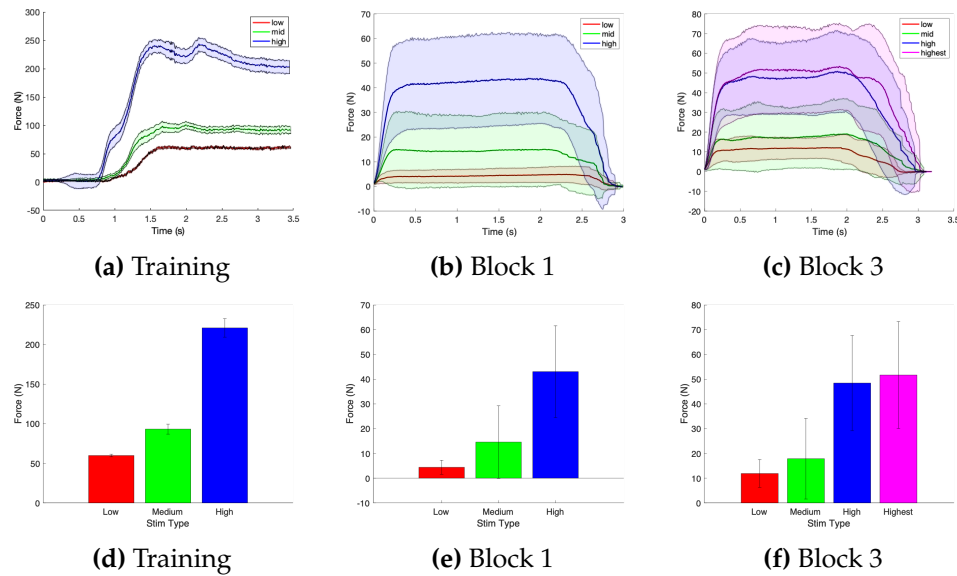 300
250
200
150
100
50
0
-50
Force (N)
0 0.5 1 1.5 2 2.5 3 3.5
Time (s)
low
mid
high
(a) Training
70
60
50
40
30
20
10
0
-10
Force (N)
0 0.5 1 1.5 2 2.5 3
Time (s)
low
mid
high
(b) Block 1
80
70
60
50
40
30
20
10
0
-10
-20
Force (N)
0 0.5 1 1.5 2 2.5 3 3.5
Time (s)
low
mid
high
highest
(c) Block 3
250
200
150
100
50
0
Force (N)
Low Medium High
Stim Type
(d) Training
70
60
50
40
30
20
10
0
-10
Force (N)
Low Medium High
Stim Type
(e) Block 1
80
70
60
50
40
30
20
10
0
Force (N)
Low Medium High Highest
Stim Type
(f) Block 3